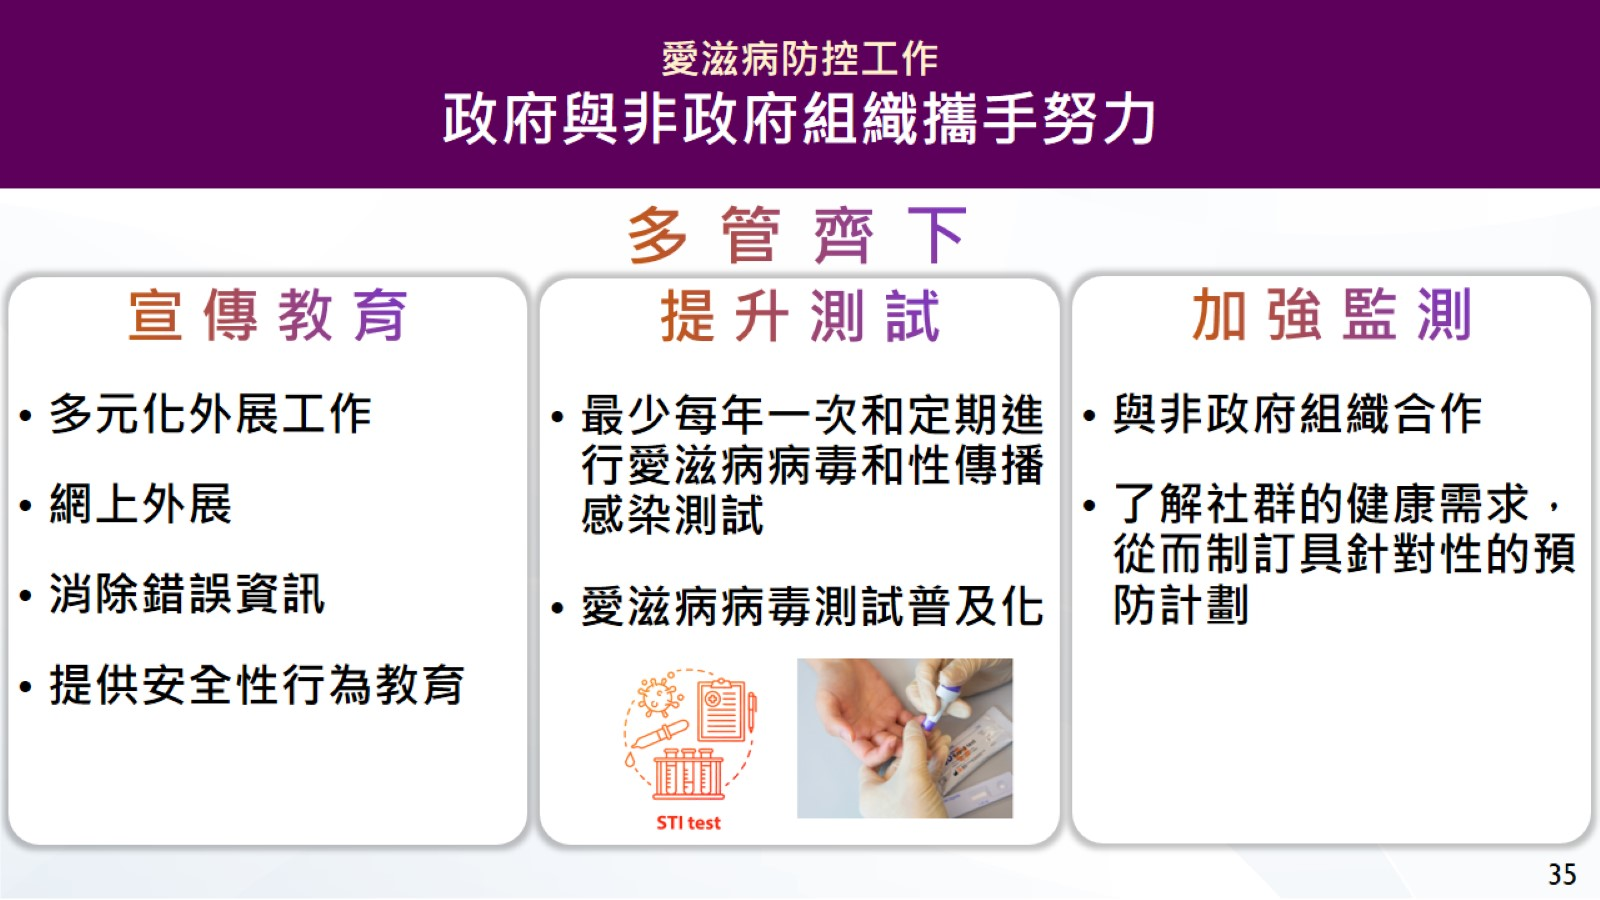 愛滋病防控工作
政府與非政府組織攜手努力
多管齊下
宣傳教育
• 多元化外展工作
• 網上外展
• 消除錯誤資訊
• 提供安全性行為教育
提升測試
• 最少每年一次和定期進
行愛滋病病毒和性傳播
感染測試
• 愛滋病病毒測試普及化
STI test
加強監測
• 與非政府組織合作
• 了解社群的健康需求，
從而制訂具針對性的預
防計劃
35